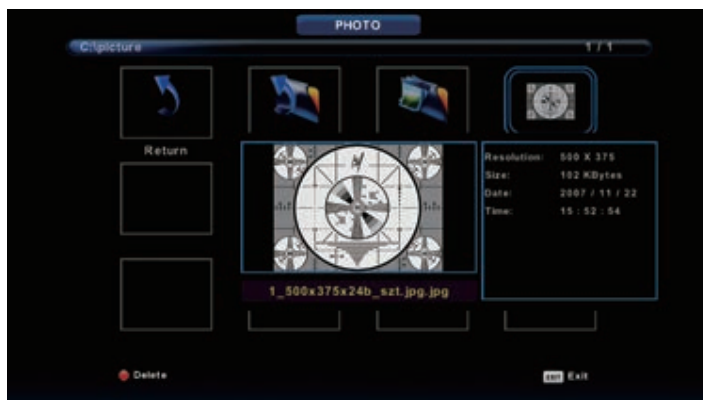 PHOTO
C:\picture
1 / 1
Return
Resolution: 500 X 375
Size: 102 KBytes
Date: 2007 / 11 / 22
Time: 15 : 52 : 54
1_500x375x24b_szt.jpg.jpg
Delete
EXIT Exit